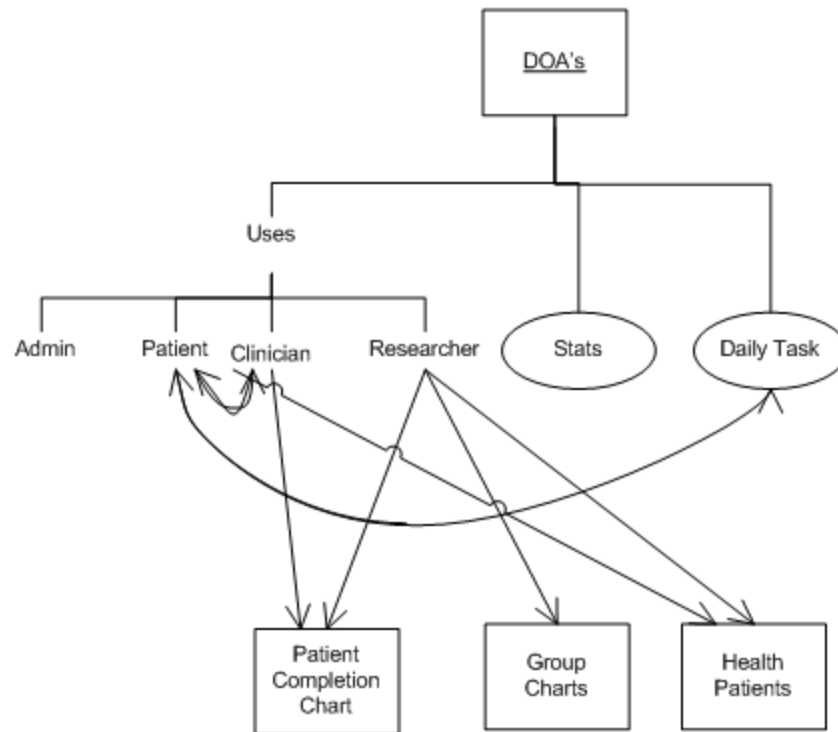 DOA's
Uses
Admin
Patient
Clinician
Researcher
Stats
Daily Task
Patient
Completion
Chart
Group
Charts
Health
Patients